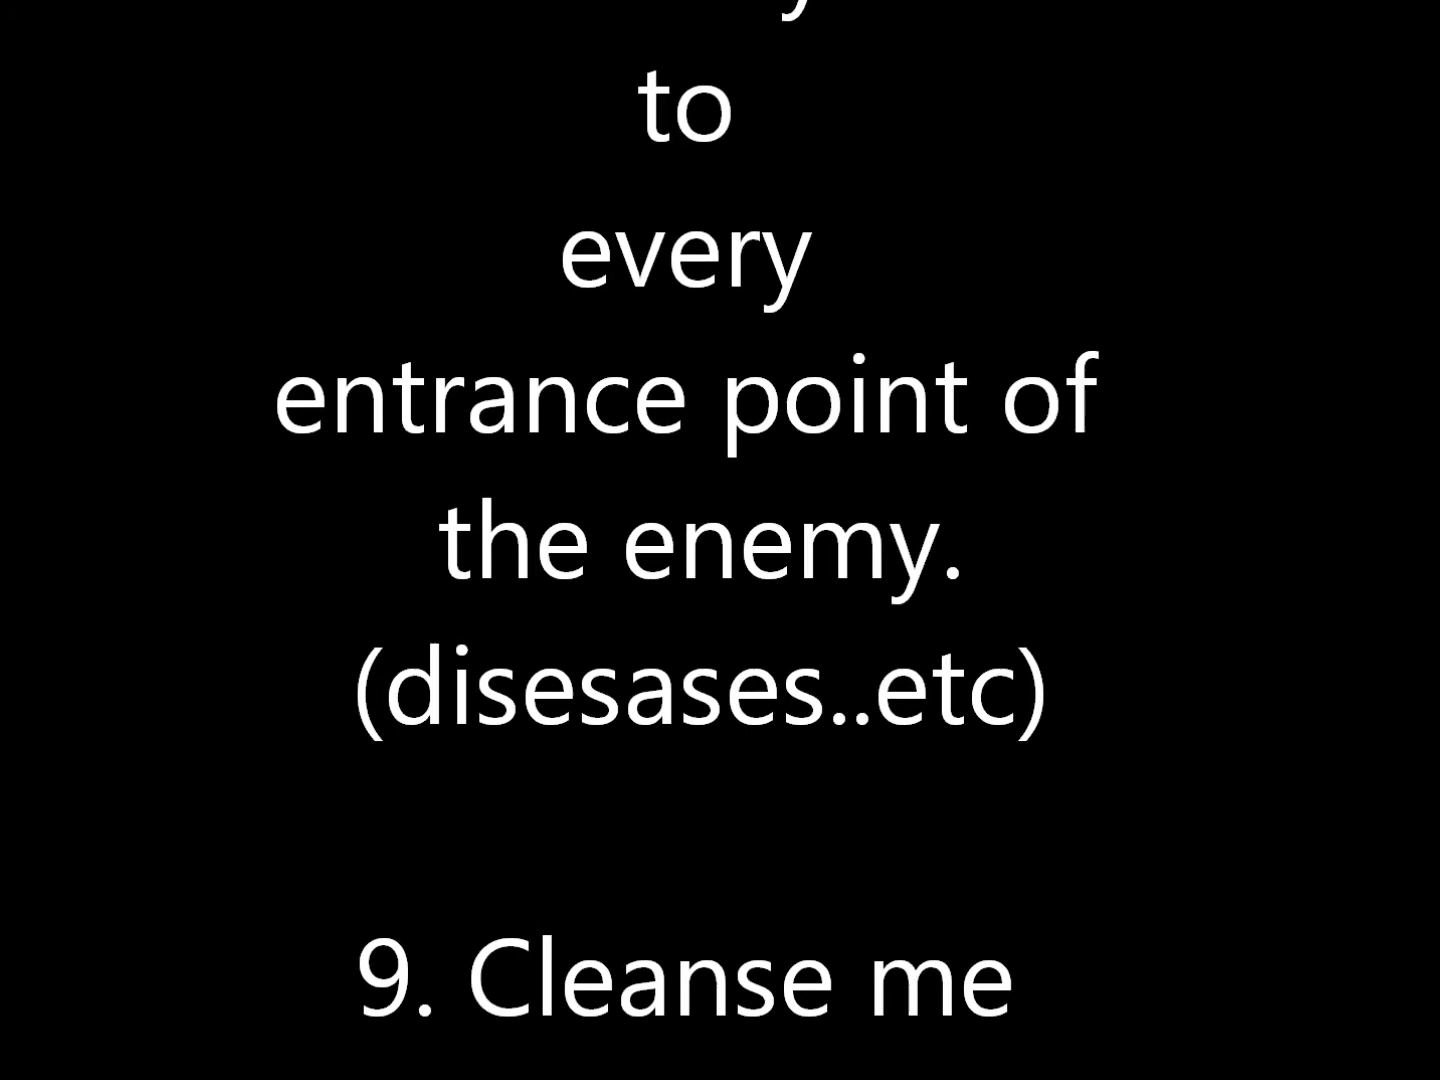 to
every
entrance point of
the enemy.
(disesases..etc)
9. Cleanse me